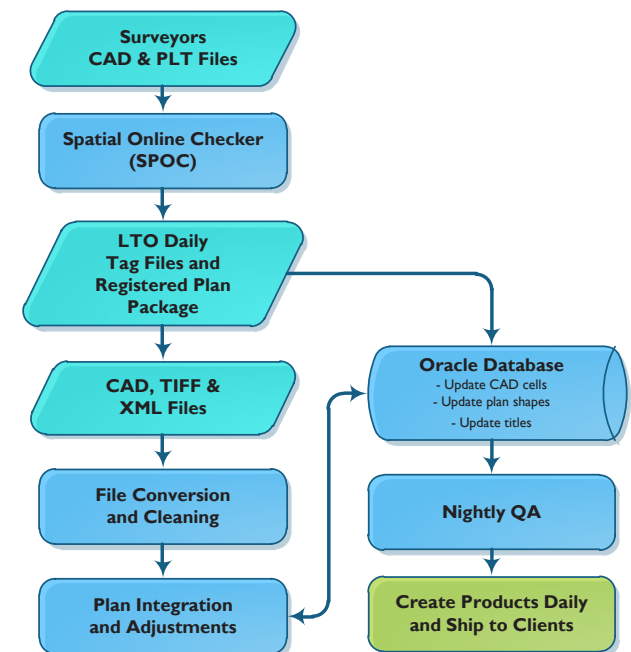 Surveyors
CAD & PLT Files
Spatial Online Checker
(SPOC)
LTO Daily
Tag Files and
Registered Plan
Package
CAD, TIFF &
XML Files
File Conversion
and Cleaning
Plan Integration
and Adjustments
Oracle Database
- Update CAD cells
- Update plan shapes
- Update titles
Nightly QA
Create Products Daily
and Ship to Clients